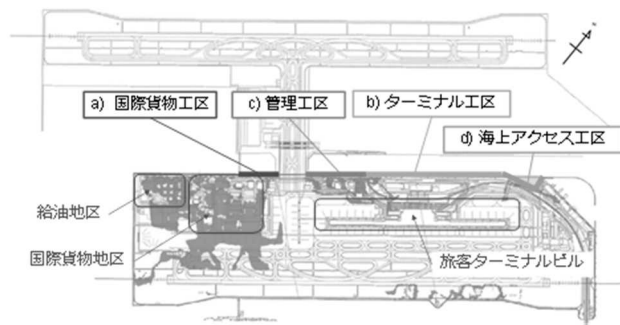 a) 国際貨物工区
c) 管理工区
b) ターミナル工区
d) 海上アクセス工区
給油地区
国際貨物地区
旅客ターミナルビル